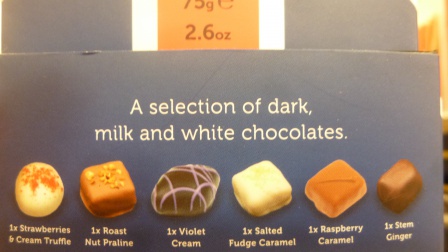 75g e
2.6oz
A selection of dark,
milk and white chocolates.
1x Strawberries
& Cream Truffle
1x Roast
Nut Praline
1x Violet
Cream
1x Salted
Fudge Caramel
1x Raspberry
Caramel
1x Stem
Ginger